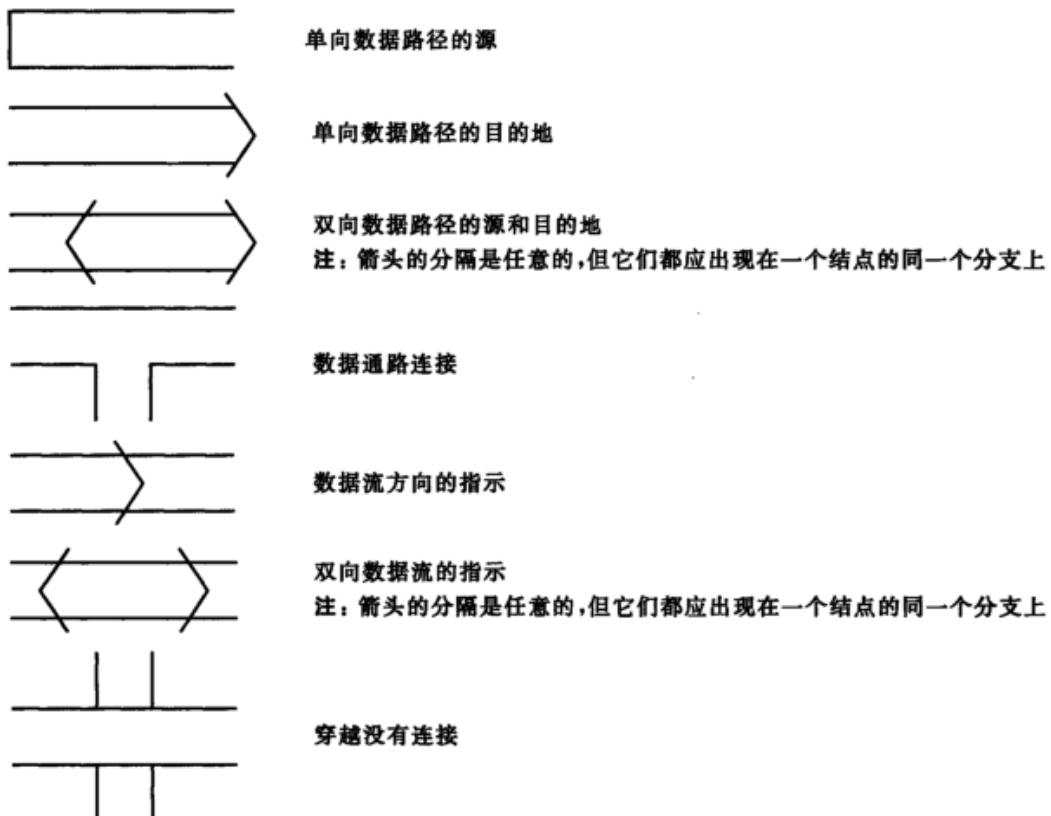 单向数据路径的源
单向数据路径的目的地
双向数据路径的源和目的地
注：箭头的分隔是任意的,但它们都应出现在一个结点的同一个分支上
数据通路连接
数据流方向的指示
双向数据流的指示
注：箭头的分隔是任意的,但它们都应出现在一个结点的同一个分支上
穿越没有连接